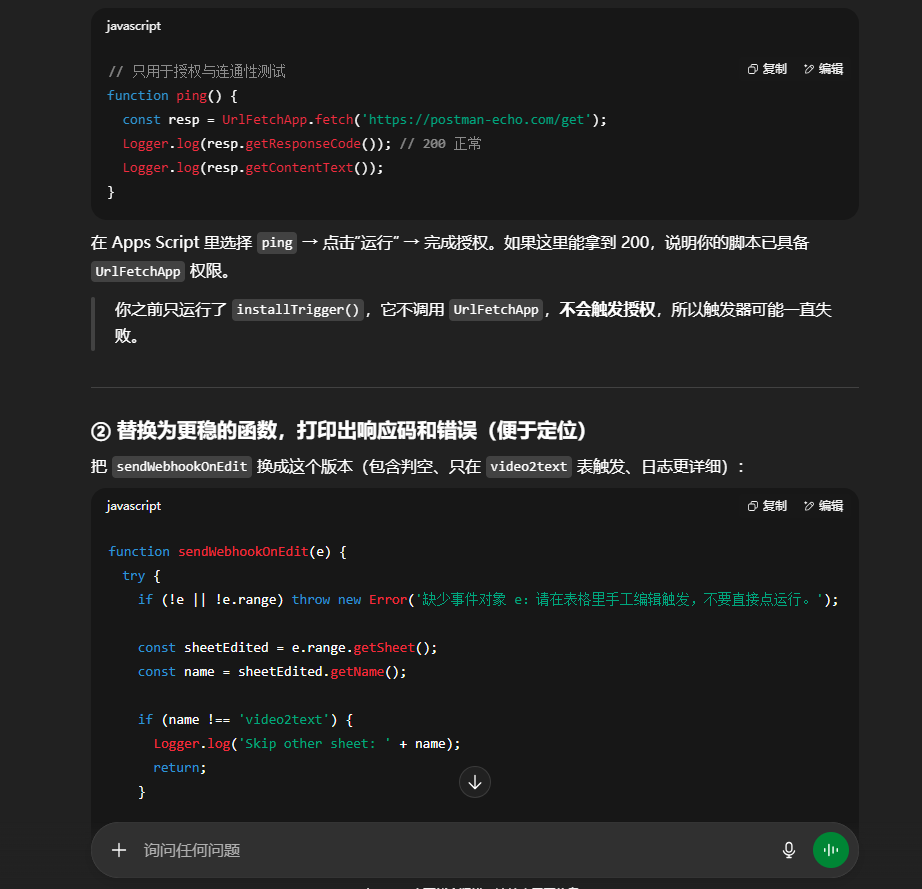 javascript
复制 编辑
// 只用于授权与连通性测试
function ping() {
  const resp = UrlFetchApp.fetch('https://postman-echo.com/get');
  Logger.log(resp.getResponseCode()); // 200 正常
  Logger.log(resp.getContentText());
}
在 Apps Script 里选择 ping → 点击“运行” → 完成授权。如果这里能拿到 200，说明你的脚本已具备
UrlFetchApp 权限。
你之前只运行了 installTrigger()，它不调用 UrlFetchApp，不会触发授权，所以触发器可能一直失
败。
② 替换为更稳的函数，打印出响应码和错误（便于定位）
把 sendWebhookOnEdit 换成这个版本（包含判空、只在 video2text 表触发、日志更详细）：
javascript
复制 编辑
function sendWebhookOnEdit(e) {
  try {
    if (!e || !e.range) throw new Error('缺少事件对象 e：请在表格里手工编辑触发，不要直接点运行。');
    const sheetEdited = e.range.getSheet();
    const name = sheetEdited.getName();
    if (name !== 'video2text') {
      Logger.log('Skip other sheet: ' + name);
      return;
    }
询问任何问题